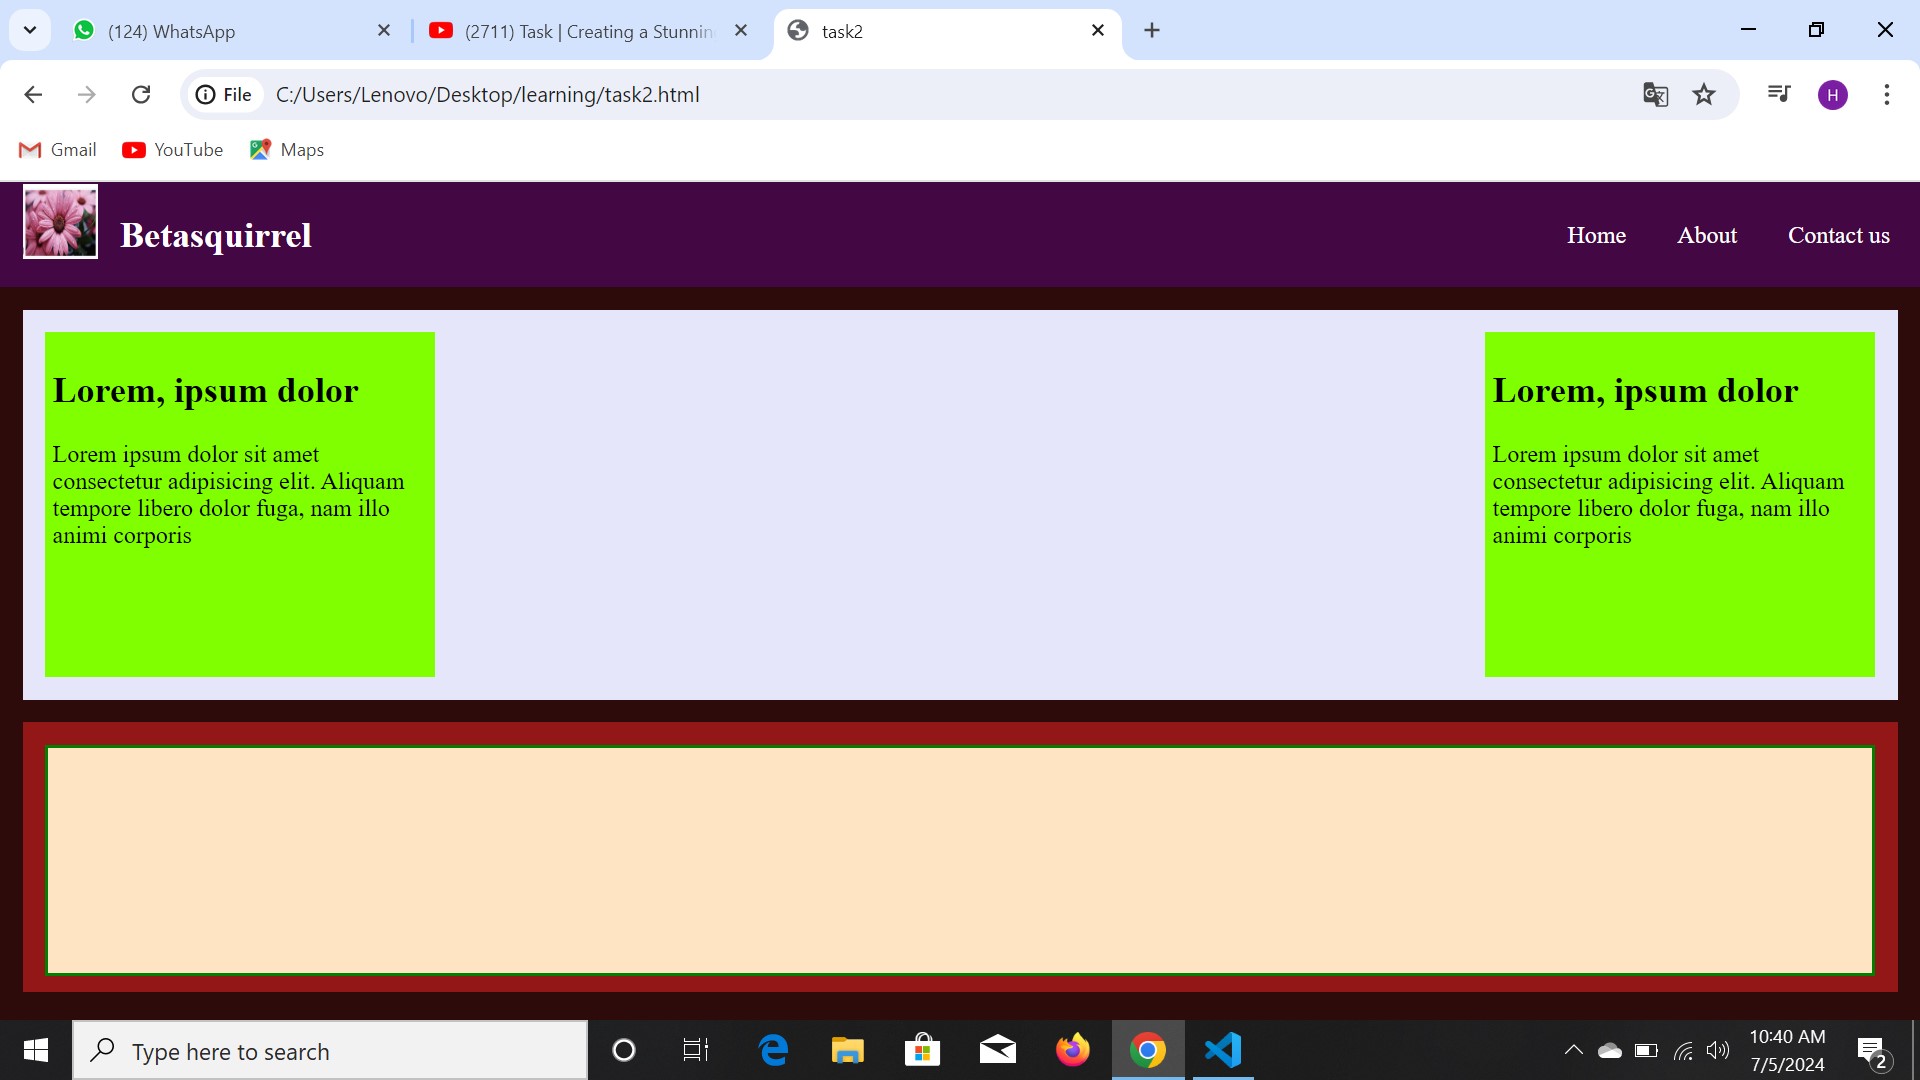 (124) WhatsApp
(2711) Task | Creating a Stunnin
task2
File
C:/Users/Lenovo/Desktop/learning/task2.html
H
Gmail
YouTube
Maps
Betasquirrel
Home
About
Contact us
Lorem, ipsum dolor
Lorem ipsum dolor sit amet
consectetur adipisicing elit. Aliquam
tempore libero dolor fuga, nam illo
animi corporis
Lorem, ipsum dolor
Lorem ipsum dolor sit amet
consectetur adipisicing elit. Aliquam
tempore libero dolor fuga, nam illo
animi corporis
Type here to search
10:40 AM
7/5/2024
2